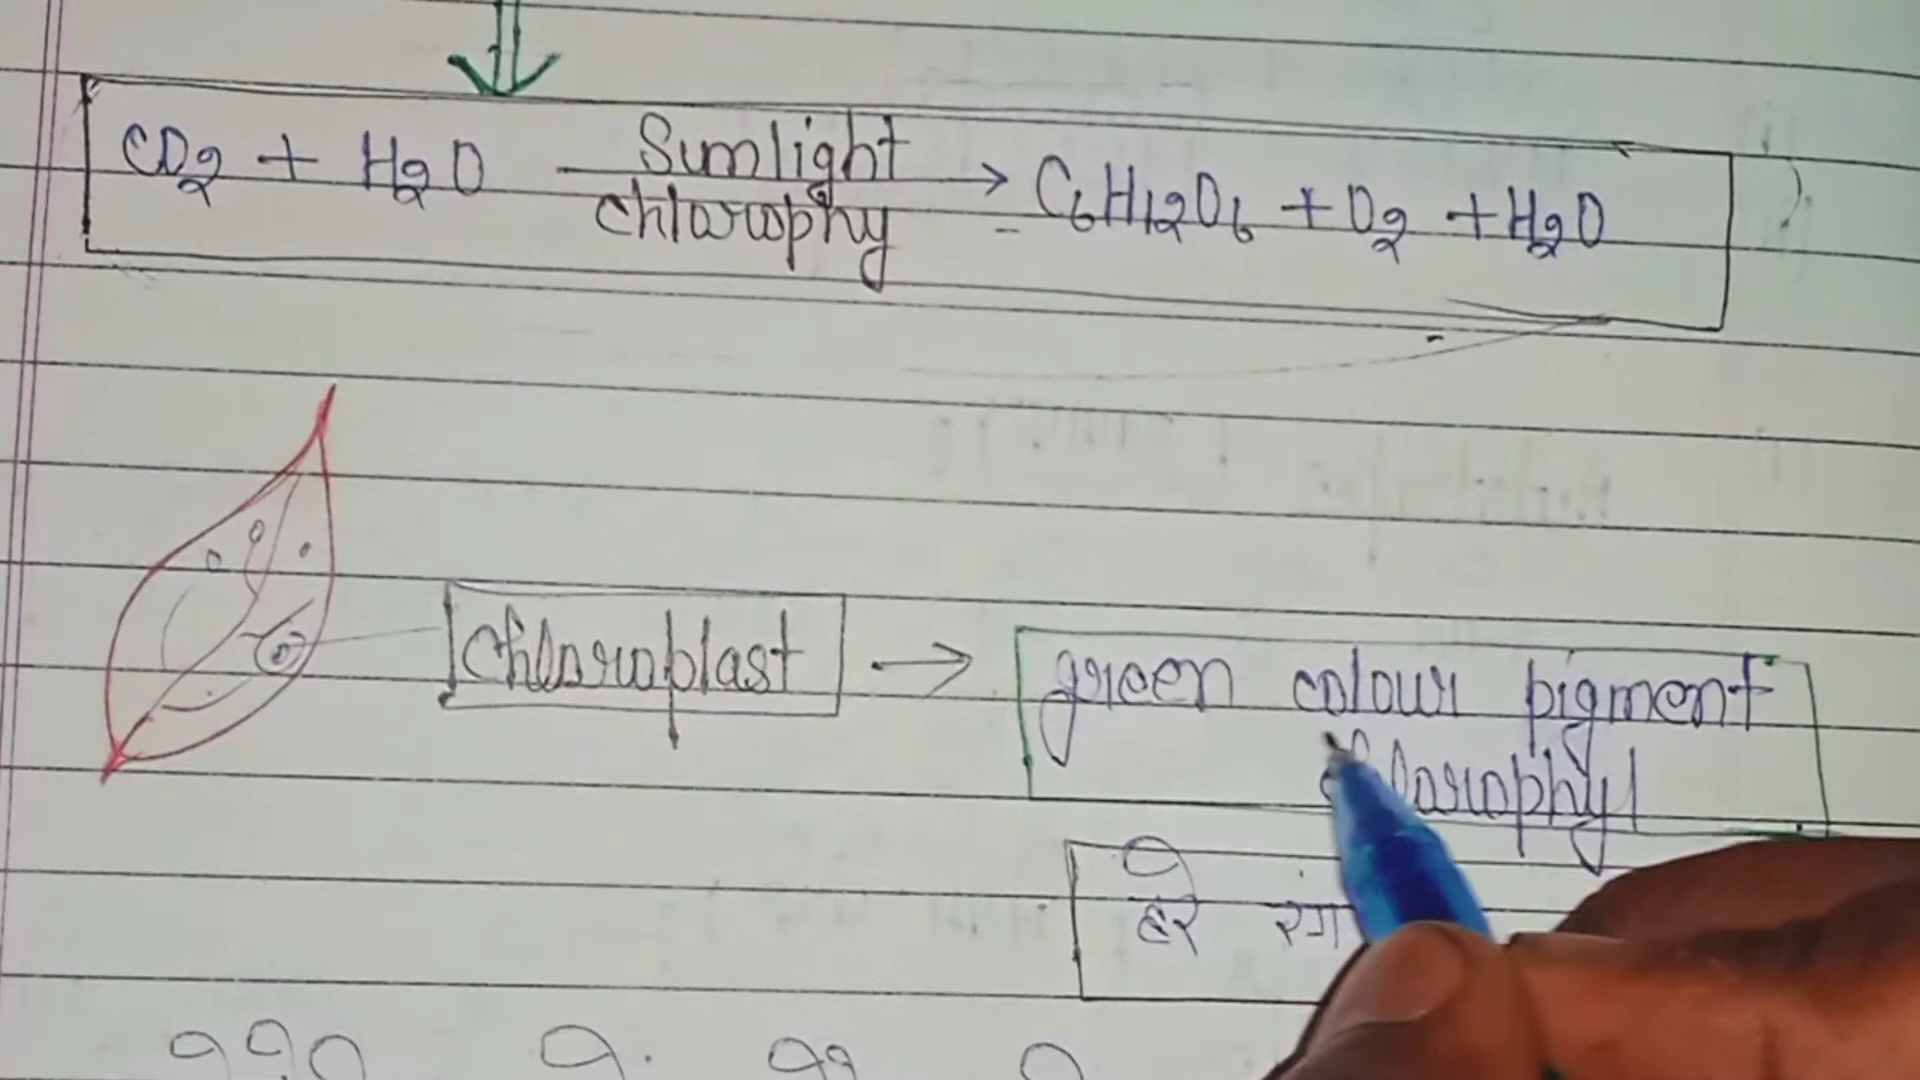 CO2 + H2O Sunlight chlorophy → C6H12O6 + O2 + H2O
Chloroplast → green colour pigment
chlorophyl
हरे रंग